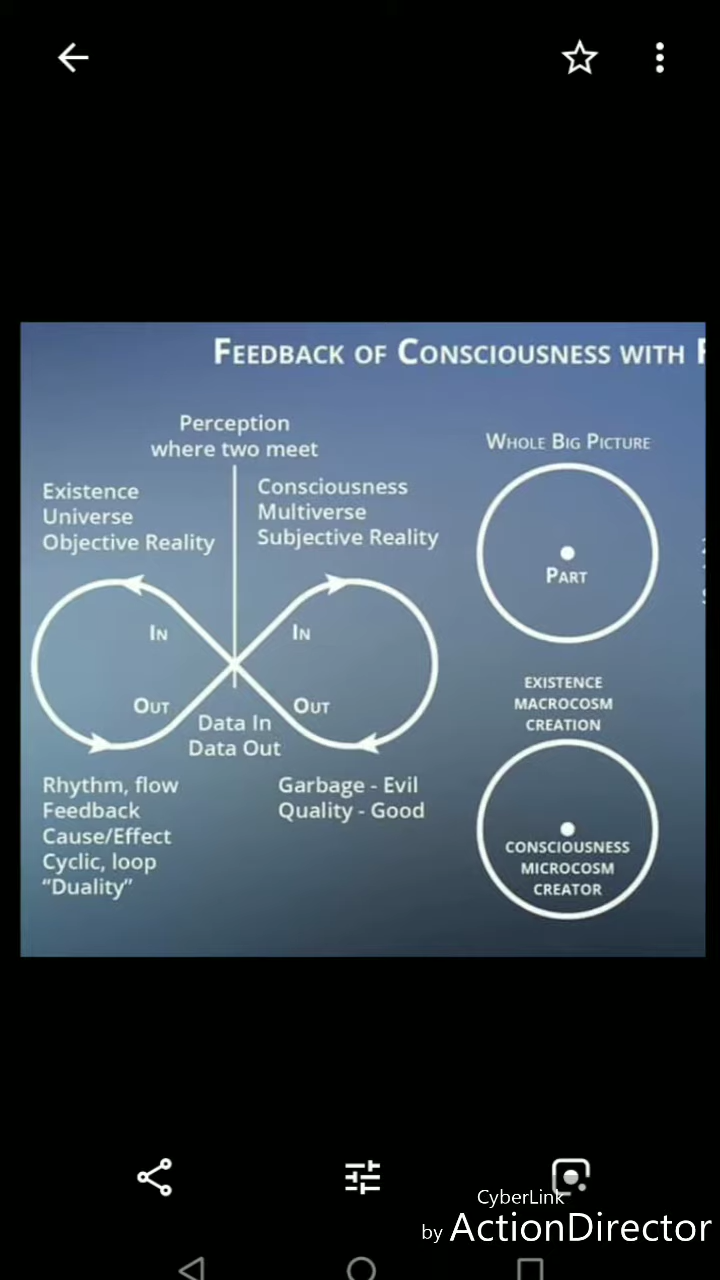 FEEDBACK OF CONSCIOUSNESS WITH
Perception
where two meet
Existence
Universe
Objective Reality
Consciousness
Multiverse
Subjective Reality
IN
IN
OUT
OUT
Data In
Data Out
Rhythm, flow
Feedback
Cause/Effect
Cyclic, loop
“Duality”
Garbage - Evil
Quality - Good
WHOLE BIG PICTURE
PART
EXISTENCE
MACROCOSM
CREATION
CONSCIOUSNESS
MICROCOSM
CREATOR
CyberLink
by ActionDirector